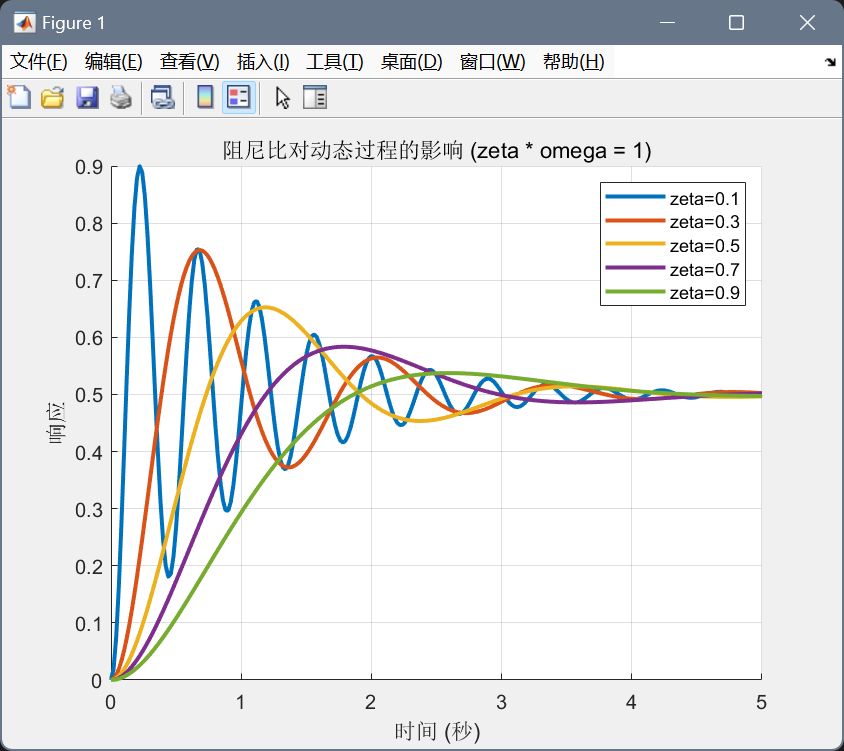 Figure 1
文件(F) 编辑(E) 查看(V) 插入(I) 工具(T) 桌面(D) 窗口(W) 帮助(H)
阻尼比对动态过程的影响 (zeta * omega = 1)
0.9
0.8
0.7
0.6
0.5
0.4
0.3
0.2
0.1
0
响应
zeta=0.1
zeta=0.3
zeta=0.5
zeta=0.7
zeta=0.9
0 1 2 3 4 5
时间 (秒)